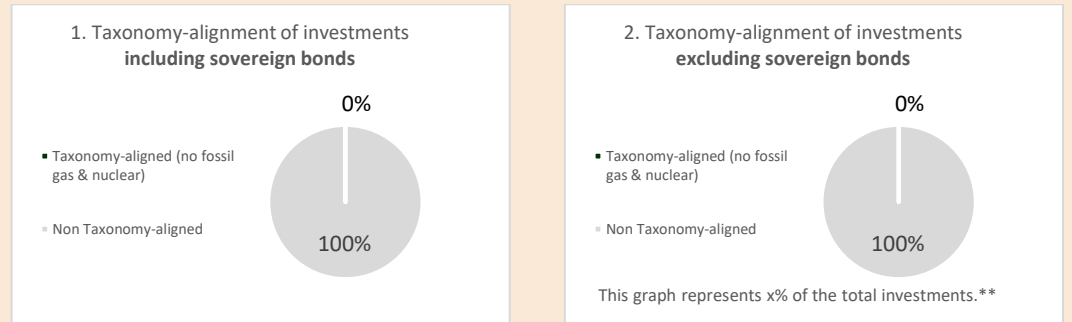 1. Taxonomy-alignment of investments
including sovereign bonds
0%
Taxonomy-aligned (no fossil
gas & nuclear)
Non Taxonomy-aligned
100%
2. Taxonomy-alignment of investments
excluding sovereign bonds
0%
Taxonomy-aligned (no fossil
gas & nuclear)
Non Taxonomy-aligned
100%
This graph represents x% of the total investments.**